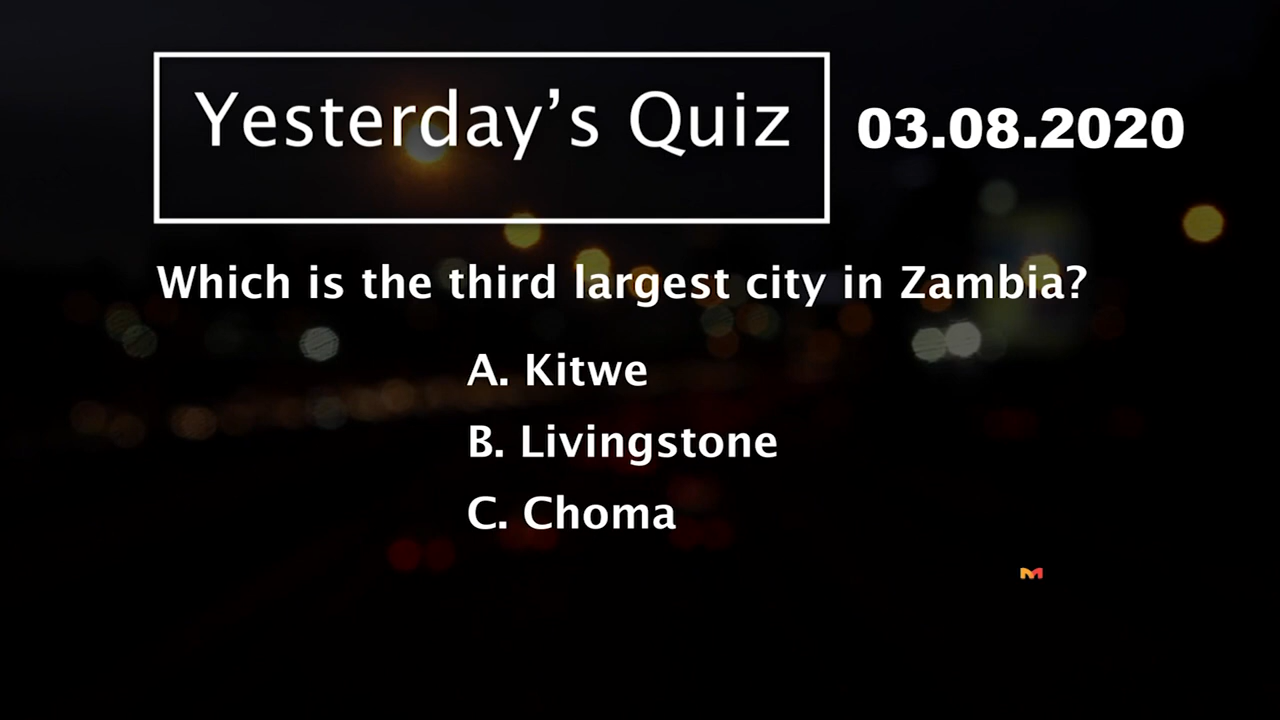 Yesterday's Quiz 03.08.2020
Which is the third largest city in Zambia?
A. Kitwe
B. Livingstone
C. Choma